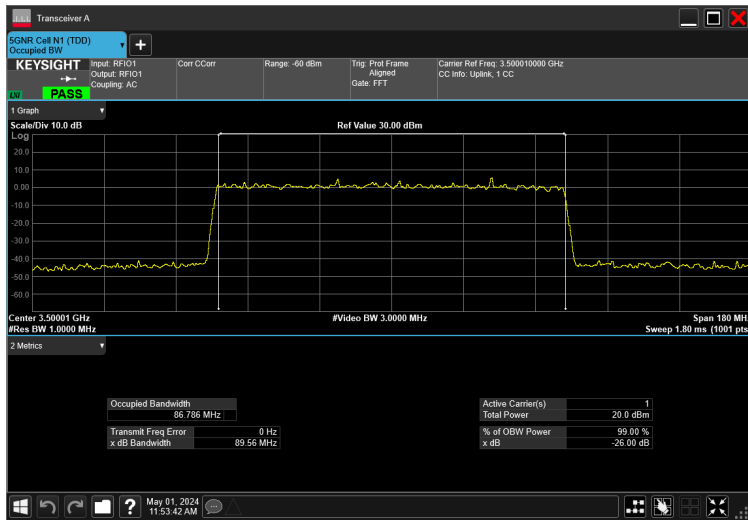 Transceiver A
5GNR Cell N1 (TDD)
Occupied BW
KEYSIGHT
LXI
PASS
Input: RFIO1
Output: RFIO1
Coupling: AC
Corr CCorr
Range: -60 dBm
Trig: Prot Frame
Aligned
Gate: FFT
Carrier Ref Freq: 3.500010000 GHz
CC Info: Uplink, 1 CC
1 Graph
Scale/Div 10.0 dB
Ref Value 30.00 dBm
Log
20.0
10.0
0.00
-10.0
-20.0
-30.0
-40.0
-50.0
-60.0
Center 3.50001 GHz
#Video BW 3.0000 MHz
Span 180 MH
#Res BW 1.0000 MHz
Sweep 1.80 ms (1001 pts
2 Metrics
Occupied Bandwidth
86.786 MHz
Transmit Freq Error 0 Hz
x dB Bandwidth 89.56 MHz
Active Carrier(s) 1
Total Power 20.0 dBm
% of OBW Power 99.00 %
x dB -26.00 dB
?
May 01, 2024
11:53:42 AM